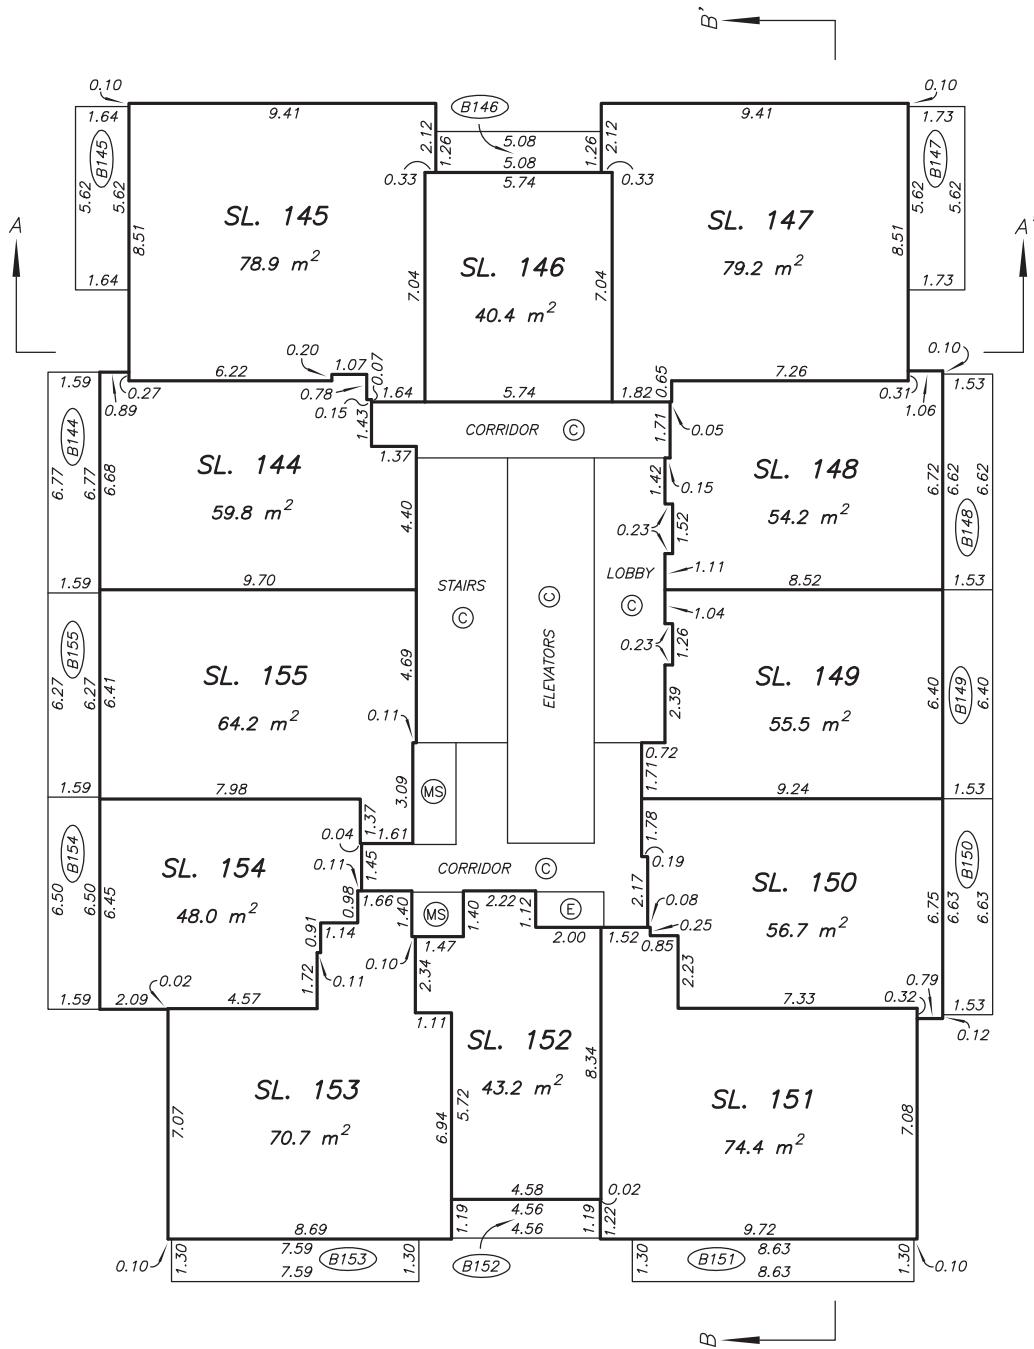 B'
0.10
0.10
1.64
9.41
B146
9.41
1.73
2.12
1.26
5.08
5.08
1.26
2.12
B145
B147
0.33
5.74
0.33
5.62
5.62
5.62
5.62
A
SL. 145
SL. 147
A'
8.51
78.9 m²
SL. 146
79.2 m²
8.51
7.04
7.04
1.64
40.4 m²
1.73
0.20
1.07
0.07
0.10
1.59
6.22
0.78
1.64
5.74
1.82
0.65
7.26
1.53
0.27
0.31
0.89
0.15
1.43
0.05
1.06
B144
CORRIDOR C
1.71
1.37
SL. 144
SL. 148
6.77
6.77
6.68
1.42
0.15
6.72
6.62
6.62
59.8 m²
4.40
54.2 m²
B148
0.23
1.52
STAIRS
LOBBY
1.11
1.59
9.70
8.52
1.53
C
C
C
1.04
B155
0.23
1.26
ELEVATORS
SL. 155
SL. 149
6.27
6.27
6.41
4.69
2.39
6.40
B149
6.40
64.2 m²
0.11
55.5 m²
0.72
1.59
7.98
3.09
MS
1.71
9.24
1.53
1.37
1.61
1.78
B154
0.04
B150
SL. 154
0.11
1.45
CORRIDOR C
0.19
SL. 150
6.50
6.50
6.45
48.0 m²
0.98
1.66
1.40
MS
1.40
2.22
1.12
E
2.17
0.08
56.7 m²
6.75
6.63
6.63
0.91
1.14
1.47
2.00
1.52
0.25
0.85
0.10
0.02
1.72
0.11
2.34
2.23
0.79
1.59
2.09
4.57
7.33
0.32
1.53
1.11
0.12
SL. 152
SL. 153
43.2 m²
8.34
SL. 151
7.07
70.7 m²
6.94
5.72
74.4 m²
7.08
4.58
0.02
1.19
4.56
1.19
1.22
8.69
4.56
9.72
7.59
B153
B151
8.63
0.10
1.30
7.59
1.30
B152
1.30
8.63
1.30
0.10
B